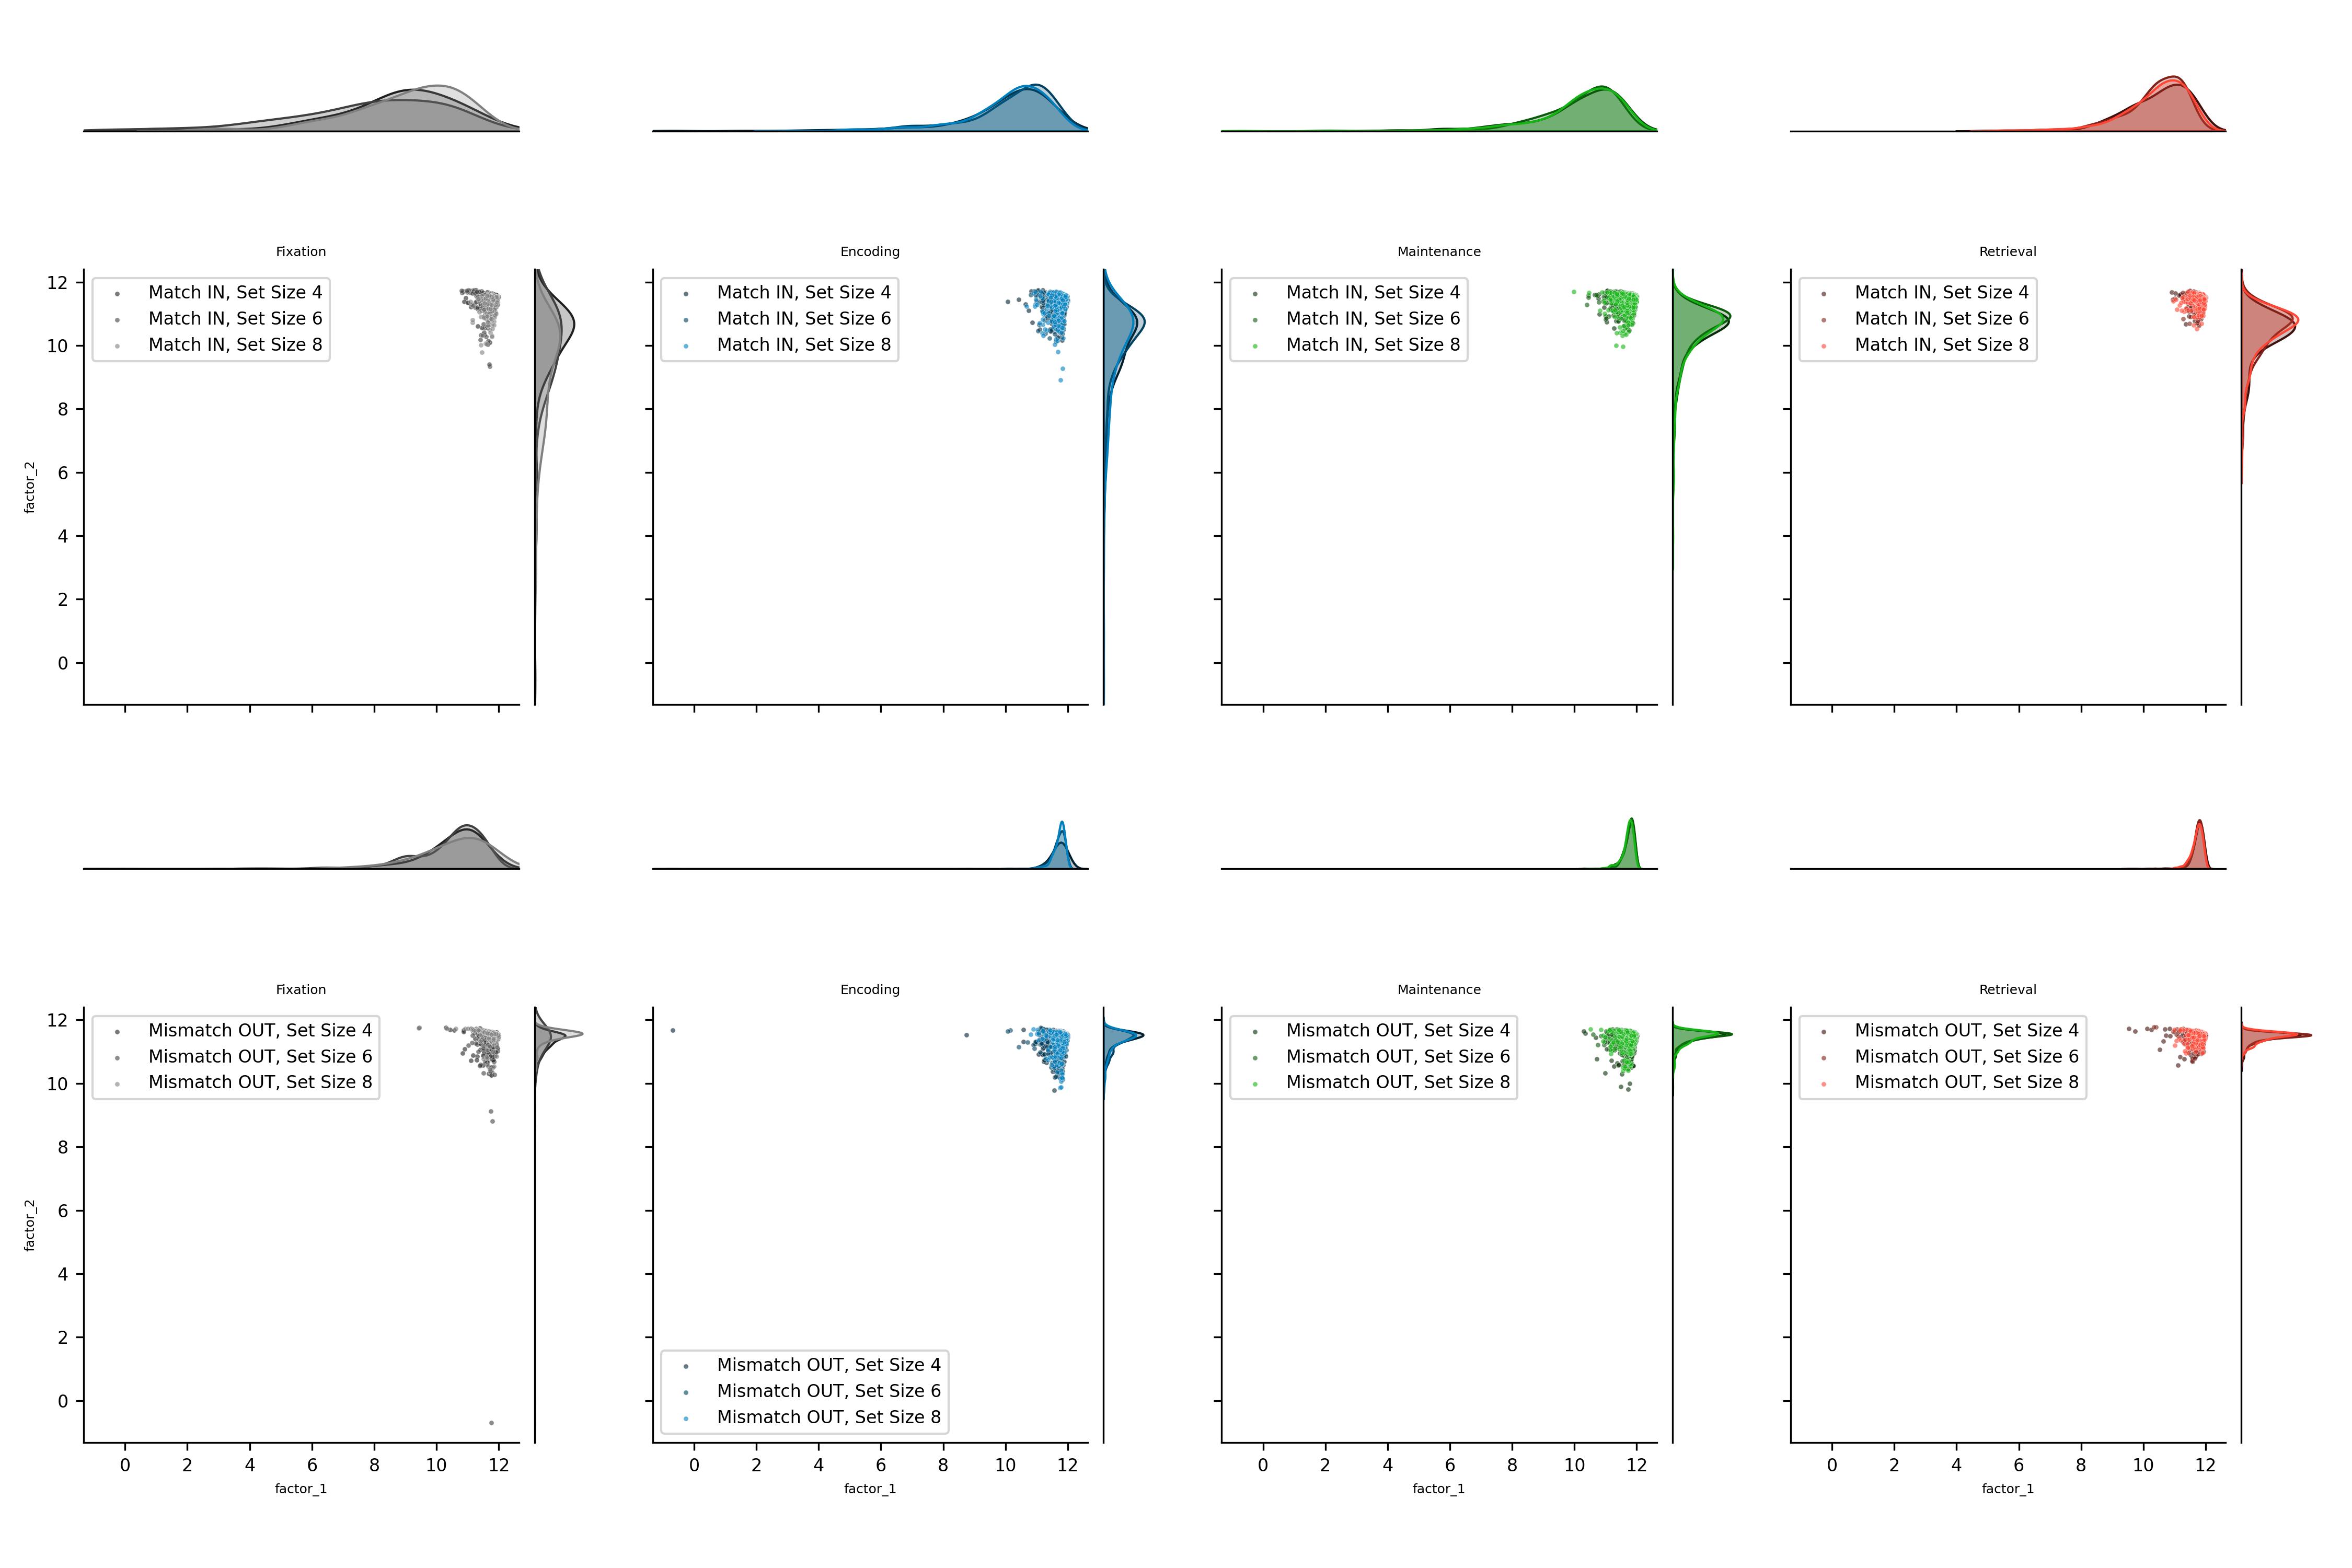 Fixation
Encoding
Maintenance
Retrieval
factor_2
12
10
8
6
4
2
0
Match IN, Set Size 4
Match IN, Set Size 6
Match IN, Set Size 8
Match IN, Set Size 4
Match IN, Set Size 6
Match IN, Set Size 8
Match IN, Set Size 4
Match IN, Set Size 6
Match IN, Set Size 8
Match IN, Set Size 4
Match IN, Set Size 6
Match IN, Set Size 8
Fixation
Encoding
Maintenance
Retrieval
factor_2
12
10
8
6
4
2
0
Mismatch OUT, Set Size 4
Mismatch OUT, Set Size 6
Mismatch OUT, Set Size 8
Mismatch OUT, Set Size 4
Mismatch OUT, Set Size 6
Mismatch OUT, Set Size 8
Mismatch OUT, Set Size 4
Mismatch OUT, Set Size 6
Mismatch OUT, Set Size 8
Mismatch OUT, Set Size 4
Mismatch OUT, Set Size 6
Mismatch OUT, Set Size 8
0 2 4 6 8 10 12
0 2 4 6 8 10 12
0 2 4 6 8 10 12
0 2 4 6 8 10 12
factor_1
factor_1
factor_1
factor_1